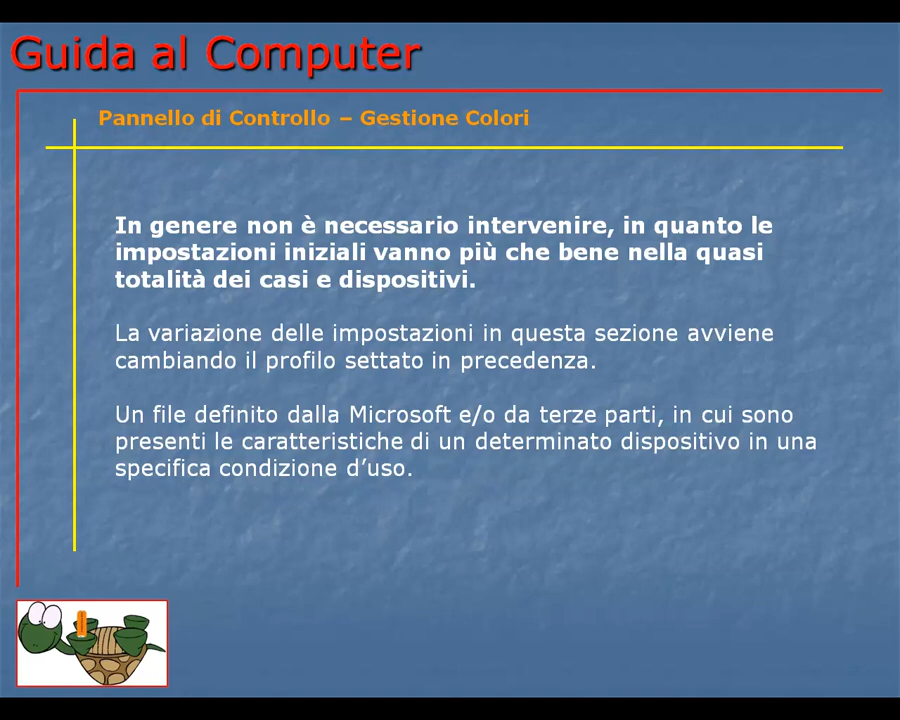 Guida al Computer
Pannello di Controllo – Gestione Colori
In genere non è necessario intervenire, in quanto le
impostazioni iniziali vanno più che bene nella quasi
totalità dei casi e dispositivi.
La variazione delle impostazioni in questa sezione avviene
cambiando il profilo settato in precedenza.
Un file definito dalla Microsoft e/o da terze parti, in cui sono
presenti le caratteristiche di un determinato dispositivo in una
specifica condizione d’uso.